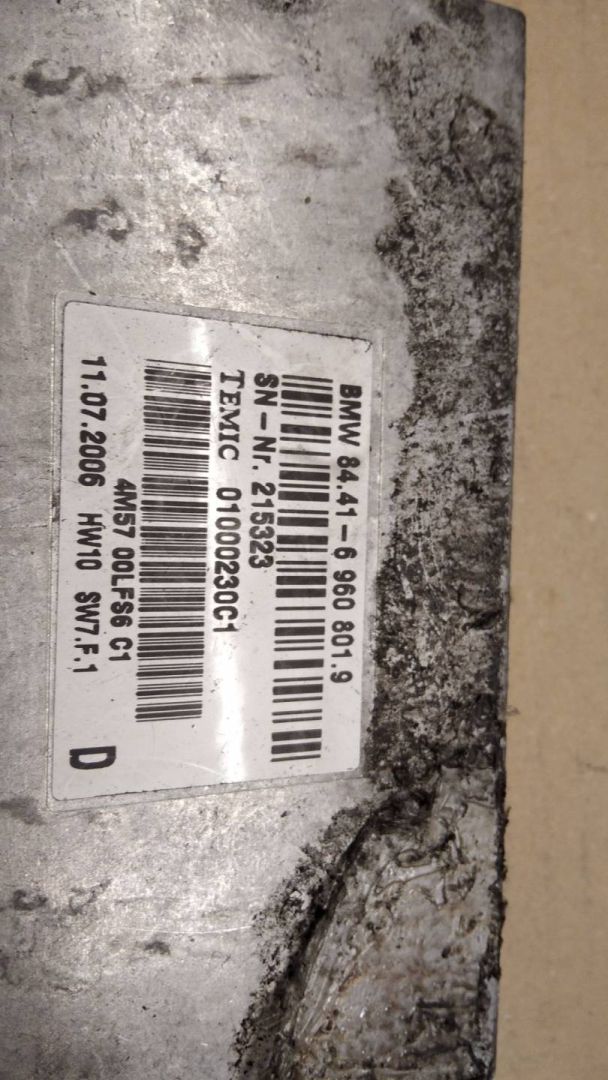 BMW 84.41-6 960 801.9
SN-Nr. 215323
TEMIC 01000230C1
4M57 00LFS6 C1
11.07.2006 HW10 SW7.F.1
D